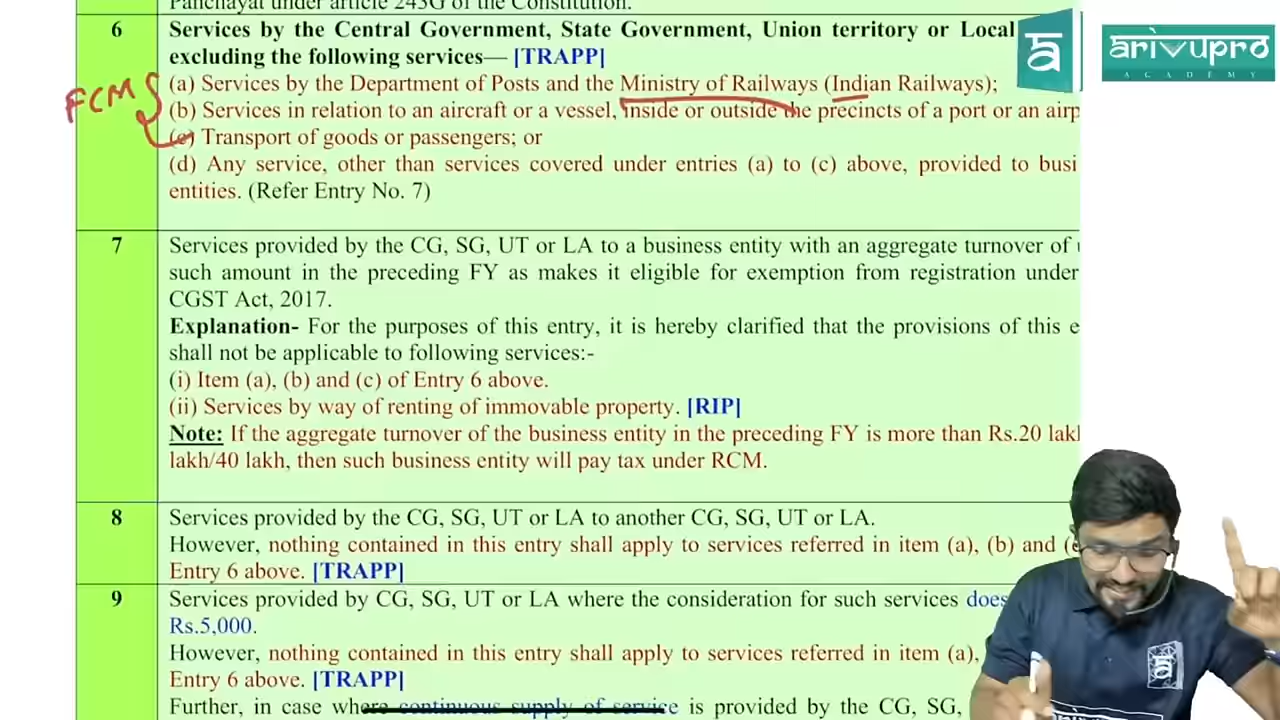 Panchayat under article 243G of the Constitution.
6
Services by the Central Government, State Government, Union territory or Local
excluding the following services— [TRAPP]
(a) Services by the Department of Posts and the Ministry of Railways (Indian Railways);
FCM
(b) Services in relation to an aircraft or a vessel, inside or outside the precincts of a port or an airp
(c) Transport of goods or passengers; or
(d) Any service, other than services covered under entries (a) to (c) above, provided to busi
entities. (Refer Entry No. 7)
7
Services provided by the CG, SG, UT or LA to a business entity with an aggregate turnover of
such amount in the preceding FY as makes it eligible for exemption from registration under
CGST Act, 2017.
Explanation- For the purposes of this entry, it is hereby clarified that the provisions of this e
shall not be applicable to following services:-
(i) Item (a), (b) and (c) of Entry 6 above.
(ii) Services by way of renting of immovable property. [RIP]
Note: If the aggregate turnover of the business entity in the preceding FY is more than Rs.20 lakh
lakh/40 lakh, then such business entity will pay tax under RCM.
8
Services provided by the CG, SG, UT or LA to another CG, SG, UT or LA.
However, nothing contained in this entry shall apply to services referred in item (a), (b) and
Entry 6 above. [TRAPP]
9
Services provided by CG, SG, UT or LA where the consideration for such services does
Rs.5,000.
However, nothing contained in this entry shall apply to services referred in item (a),
Entry 6 above. [TRAPP]
Further, in case where continuous supply of service is provided by the CG, SG,
arivupro
ACADEMY